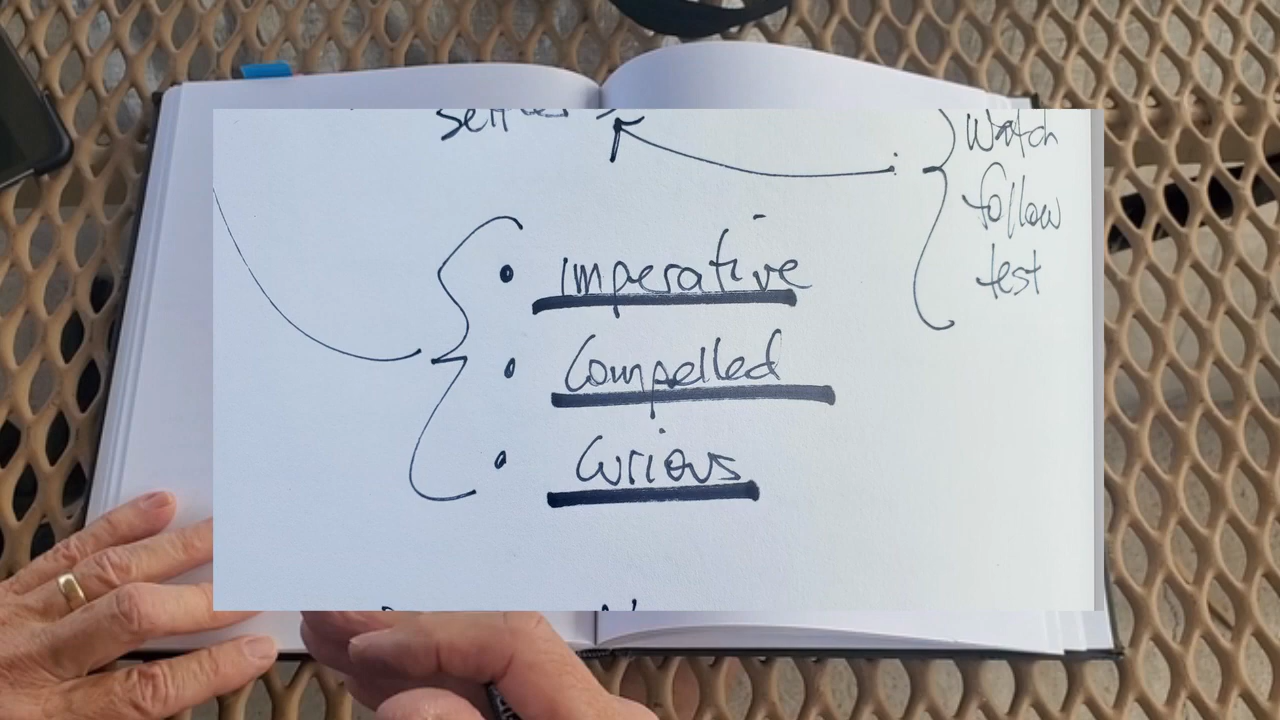 Watch
follow
test
• Imperative
• Compelled
• Curious